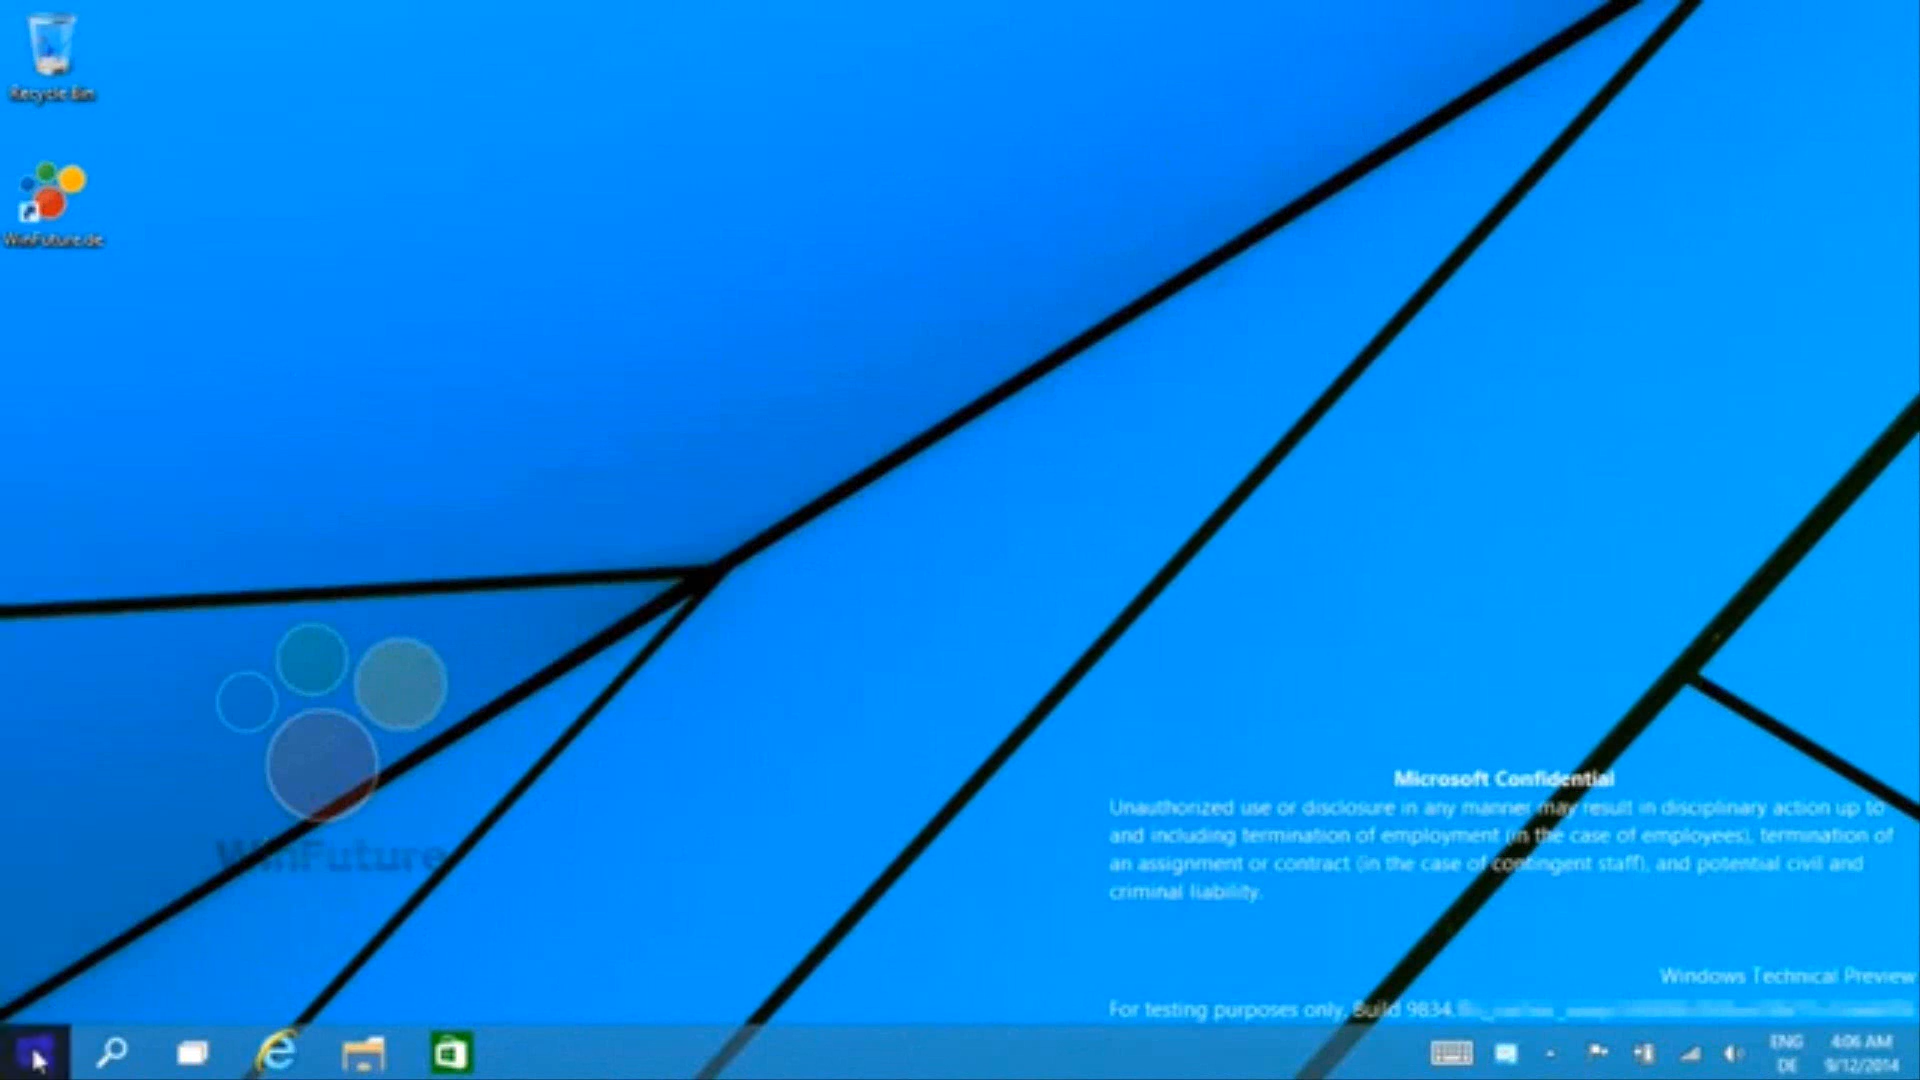 Recycle Bin
WinFuture.de
WinFuture
Microsoft Confidential
Unauthorized use or disclosure in any manner may result in disciplinary action up to
and including termination of employment (in the case of employees), termination of
an assignment or contract (in the case of contingent staff), and potential civil and
criminal liability.
Windows Technical Preview
For testing purposes only. Build 9834.
ENG
DE
4:06 AM
9/12/2014